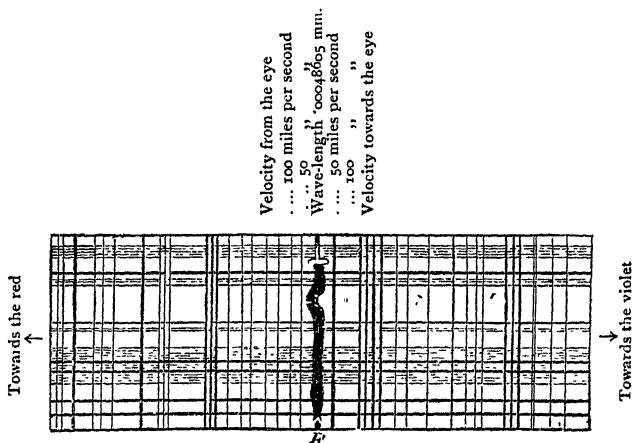 Towards the red
Velocity from the eye
. ... 100 miles per second
. .. 50 ,, ,,
Wave-length ·00048605 mm.
. ... 50 miles per second
... 100 ,, ,,
Velocity towards the eye
F
Towards the violet